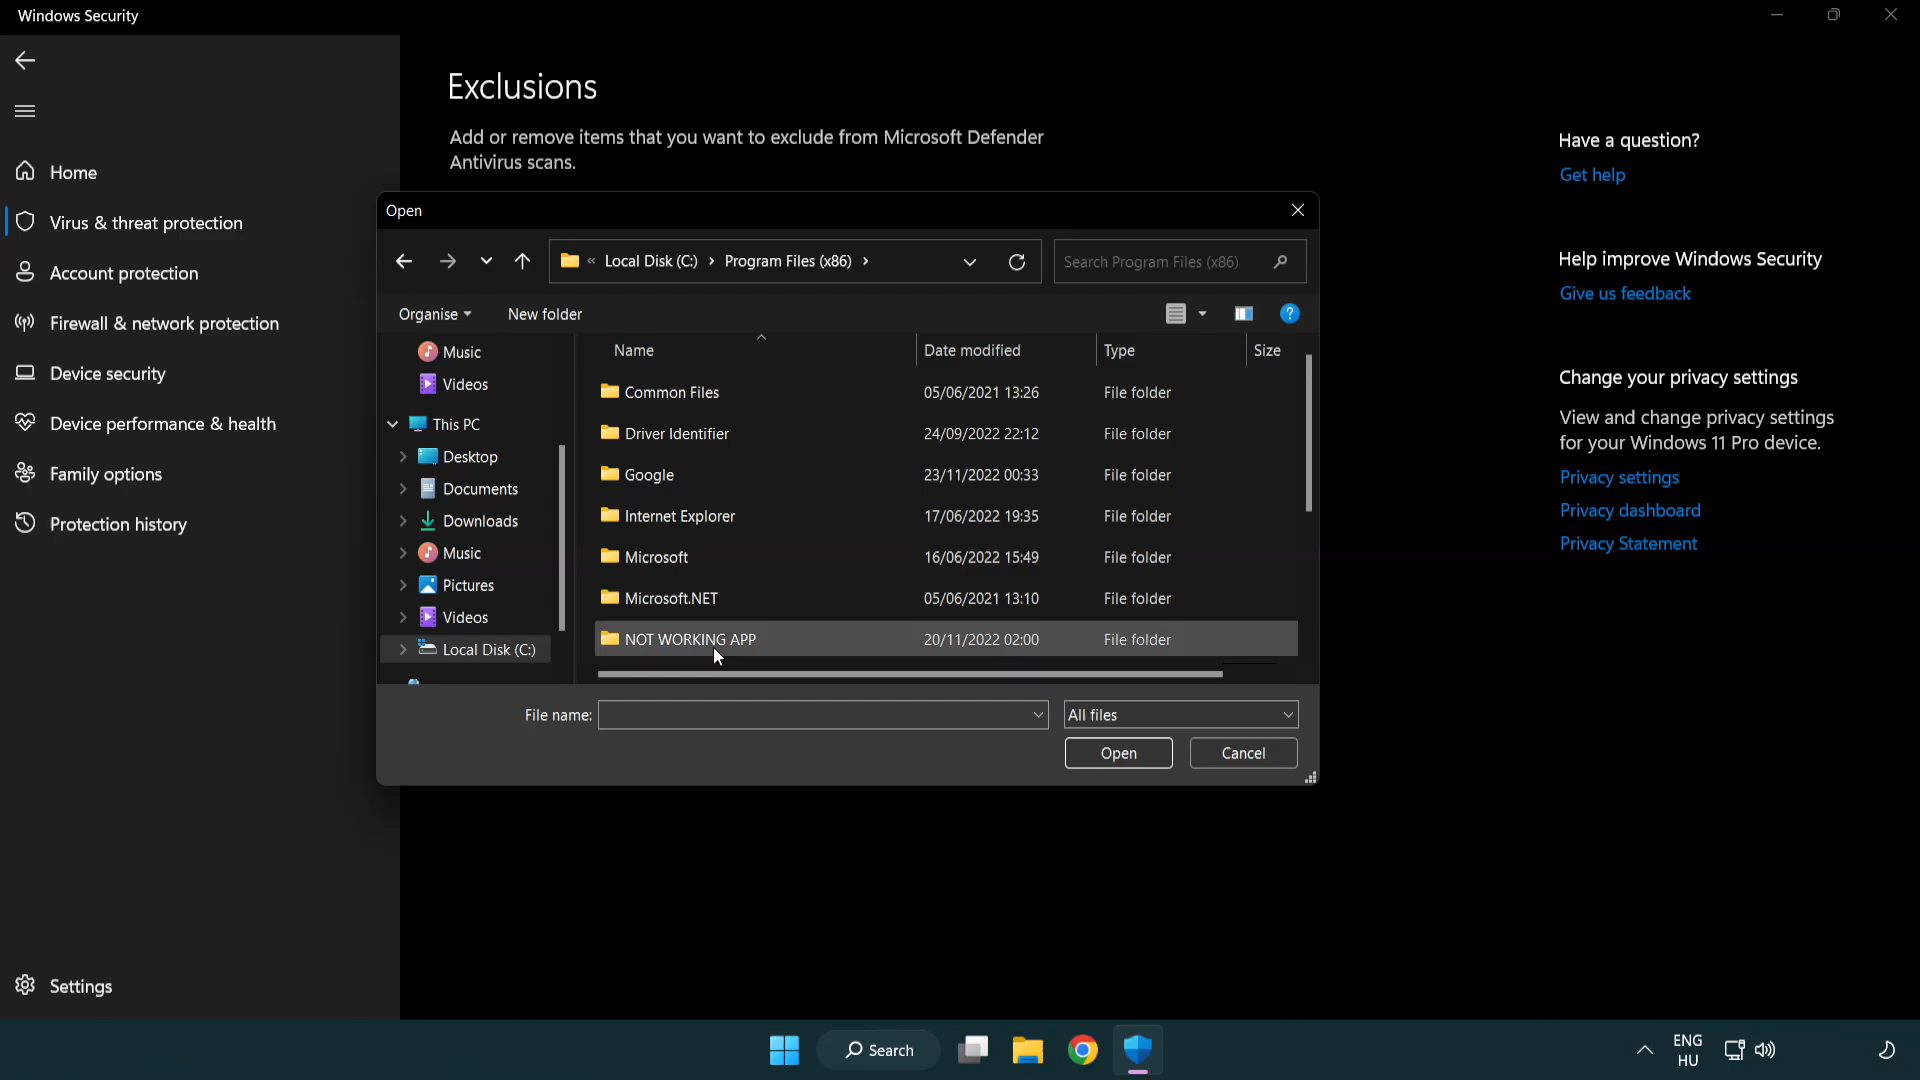 Windows Security
Home
Virus & threat protection
Account protection
Firewall & network protection
Device security
Device performance & health
Family options
Protection history
Settings
Exclusions
Add or remove items that you want to exclude from Microsoft Defender
Antivirus scans.
Have a question?
Get help
Help improve Windows Security
Give us feedback
Change your privacy settings
View and change privacy settings
for your Windows 11 Pro device.
Privacy settings
Privacy dashboard
Privacy Statement
Open
« Local Disk (C:) › Program Files (x86) ›
Search Program Files (x86)
Organise
New folder
Music
Videos
This PC
Desktop
Documents
Downloads
Music
Pictures
Videos
Local Disk (C:)
Name Date modified Type Size
Common Files 05/06/2021 13:26 File folder
Driver Identifier 24/09/2022 22:12 File folder
Google 23/11/2022 00:33 File folder
Internet Explorer 17/06/2022 19:35 File folder
Microsoft 16/06/2022 15:49 File folder
Microsoft.NET 05/06/2021 13:10 File folder
NOT WORKING APP 20/11/2022 02:00 File folder
File name:
All files
Open
Cancel
Search
ENG
HU